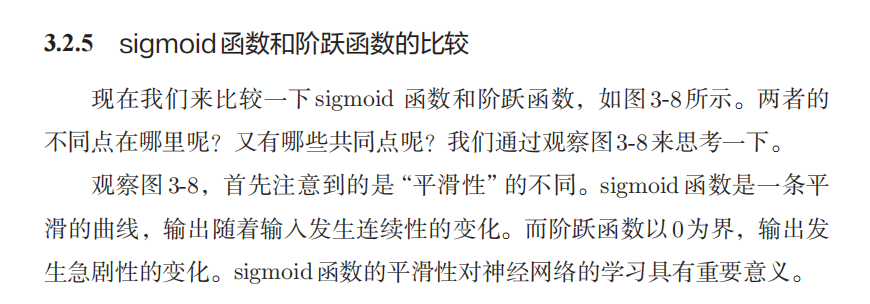 3.2.5 sigmoid函数和阶跃函数的比较
现在我们来比较一下sigmoid 函数和阶跃函数，如图3-8所示。两者的
不同点在哪里呢？又有哪些共同点呢？我们通过观察图3-8来思考一下。
观察图3-8，首先注意到的是“平滑性”的不同。sigmoid函数是一条平
滑的曲线，输出随着输入发生连续性的变化。而阶跃函数以0为界，输出发
生急剧性的变化。sigmoid函数的平滑性对神经网络的学习具有重要意义。